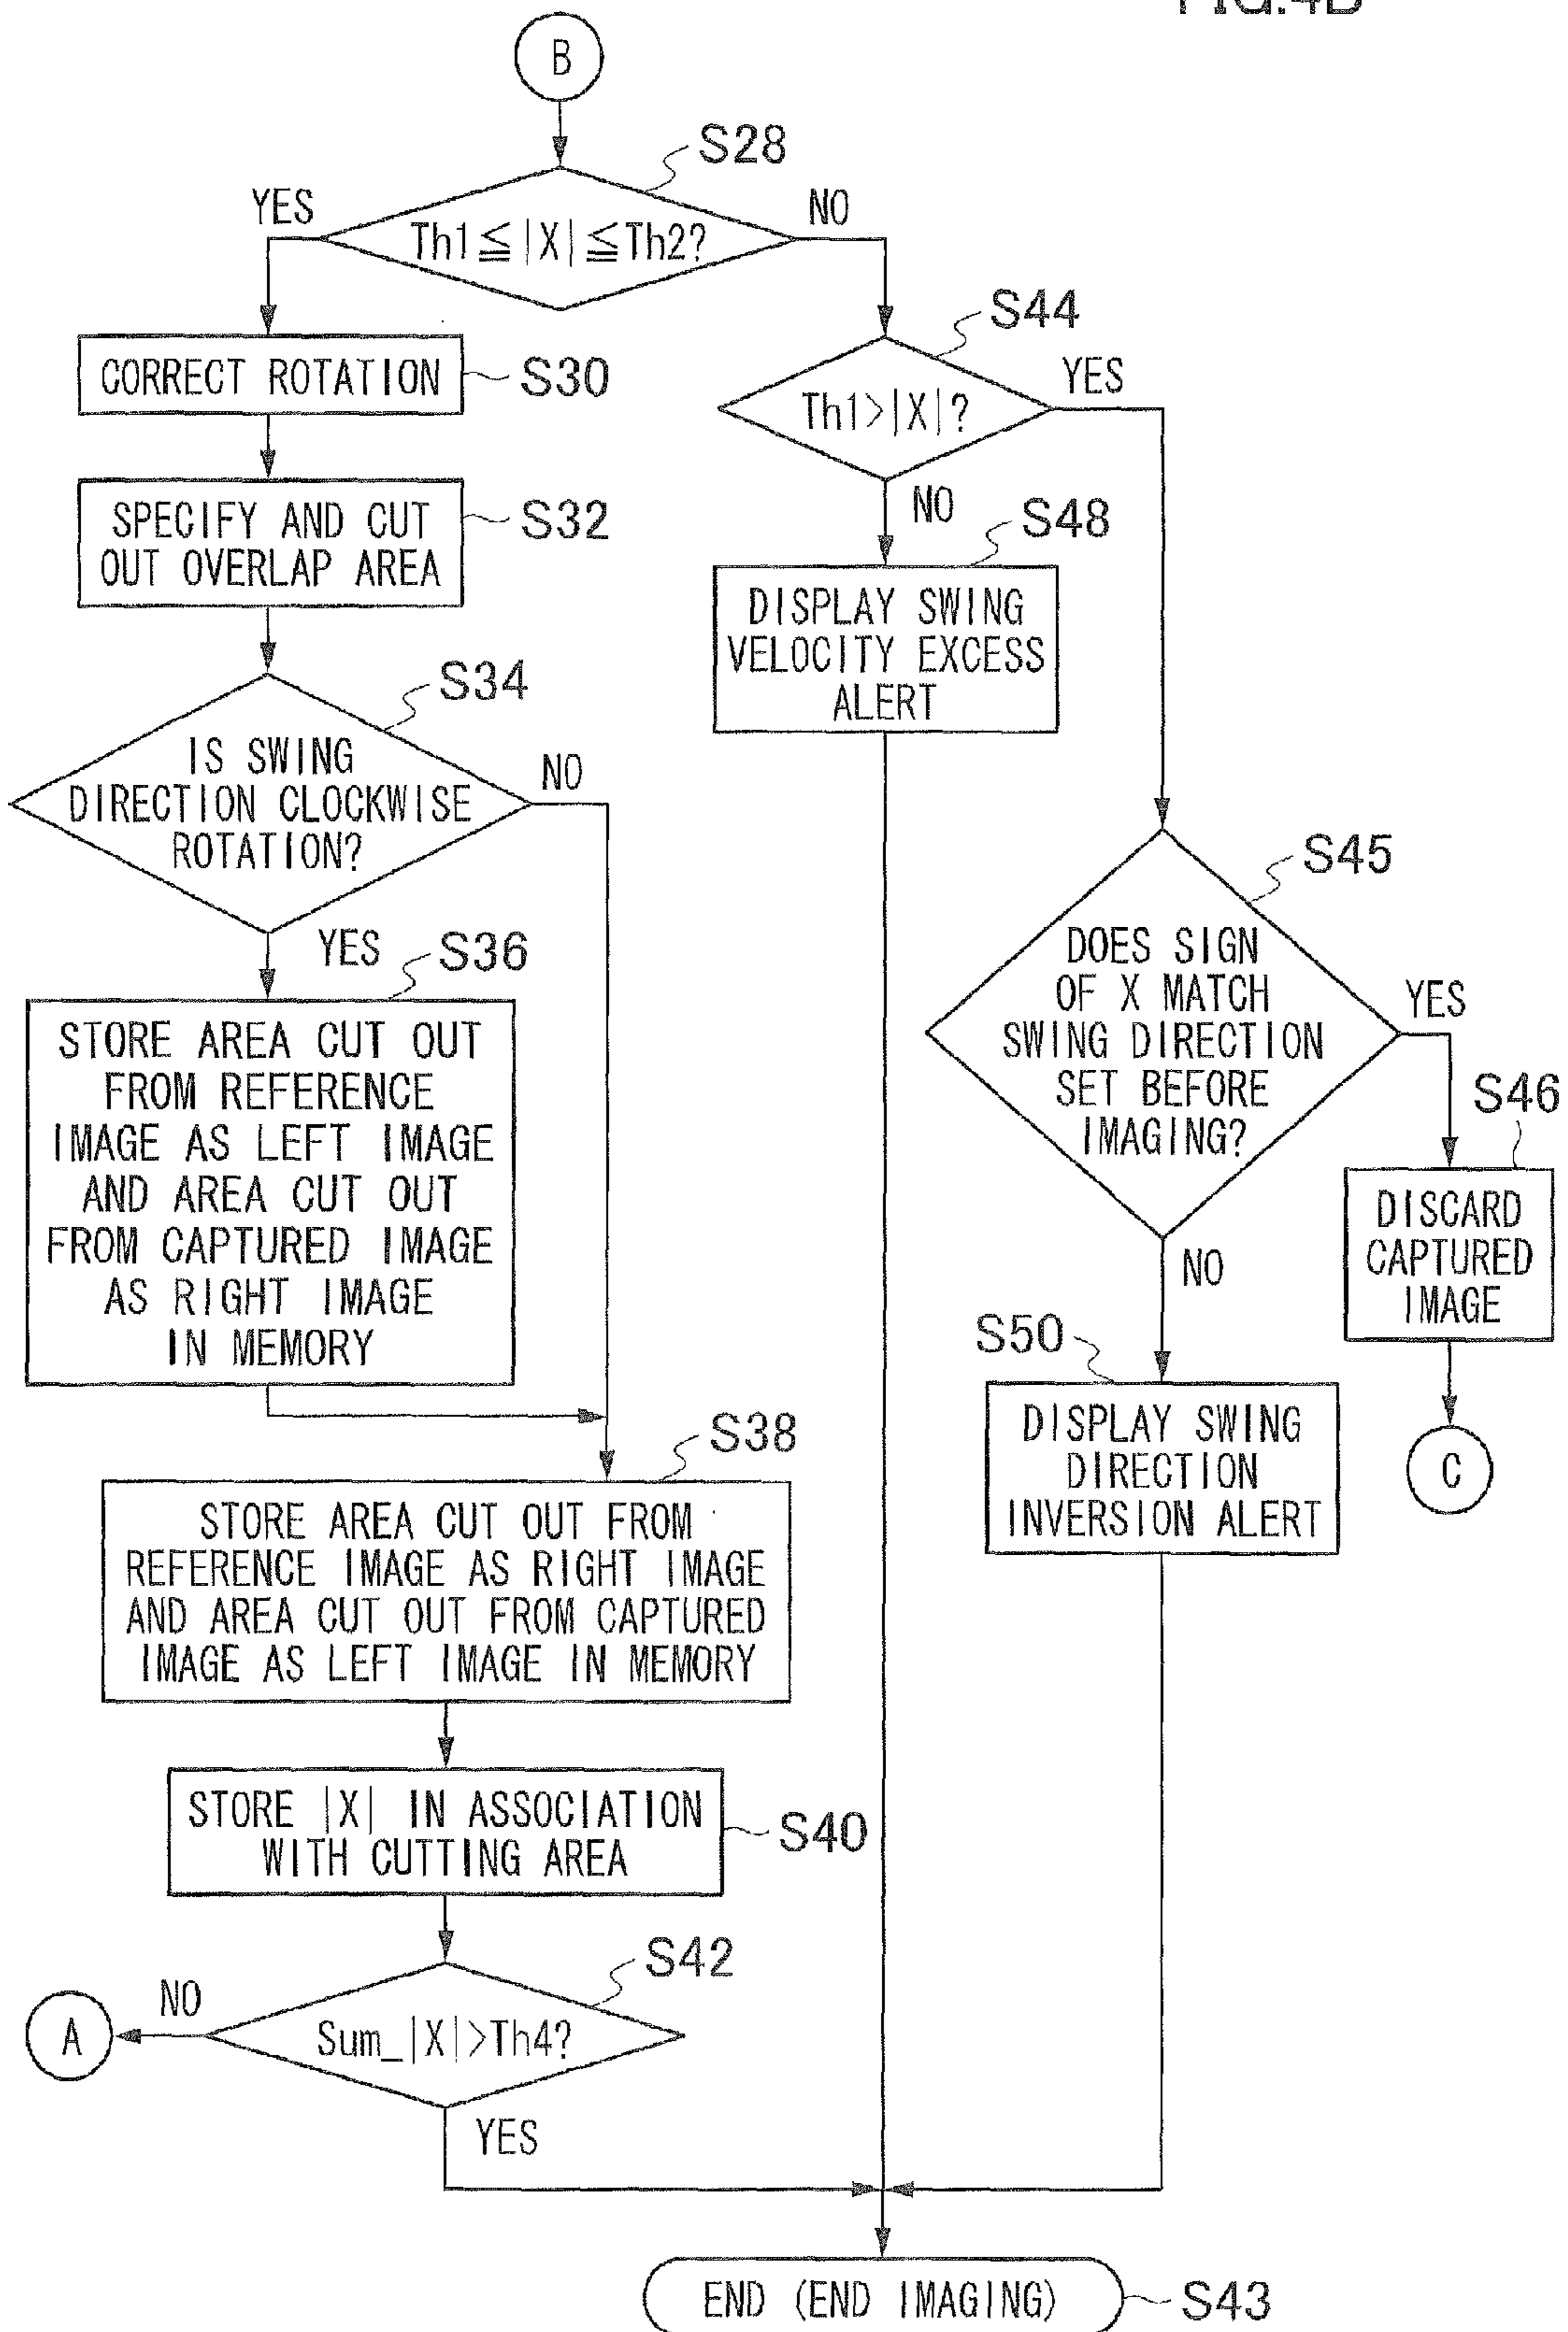 FIG.4B
B
S28
YES
NO
Th1≦|X|≦Th2?
S44
CORRECT ROTATION
S30
YES
Th1>|X|?
NO
SPECIFY AND CUT
OUT OVERLAP AREA
S32
S48
DISPLAY SWING
VELOCITY EXCESS
ALERT
S34
IS SWING
DIRECTION CLOCKWISE
ROTATION?
NO
YES
S45
DOES SIGN
OF X MATCH
SWING DIRECTION
SET BEFORE
IMAGING?
YES
NO
S36
STORE AREA CUT OUT
FROM REFERENCE
IMAGE AS LEFT IMAGE
AND AREA CUT OUT
FROM CAPTURED IMAGE
AS RIGHT IMAGE
IN MEMORY
S46
DISCARD
CAPTURED
IMAGE
C
S50
DISPLAY SWING
DIRECTION
INVERSION ALERT
S38
STORE AREA CUT OUT FROM
REFERENCE IMAGE AS RIGHT IMAGE
AND AREA CUT OUT FROM CAPTURED
IMAGE AS LEFT IMAGE IN MEMORY
STORE |X| IN ASSOCIATION
WITH CUTTING AREA
S40
S42
NO
A
Sum_|X|>Th4?
YES
END (END IMAGING)
S43